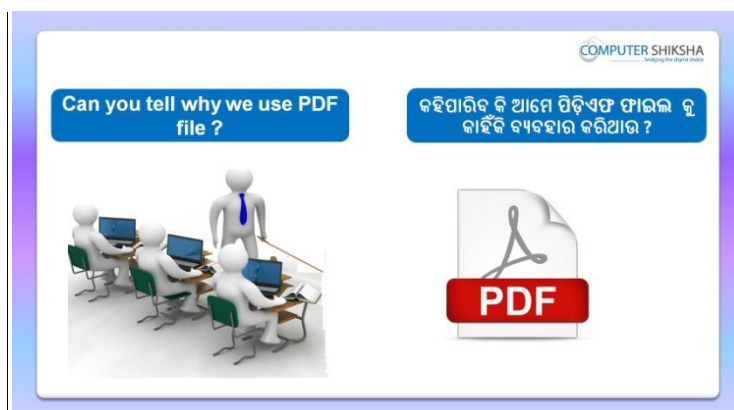 COMPUTER SHIKSHA
bridging the digital divide
Can you tell why we use PDF
file ?
କହିପାରିବ କି ଆମେ ପିଡ଼ିଏଫ ଫାଇଲ କୁ
କାହିଁକି ବ୍ୟବହାର କରିଥାଉ ?
PDF